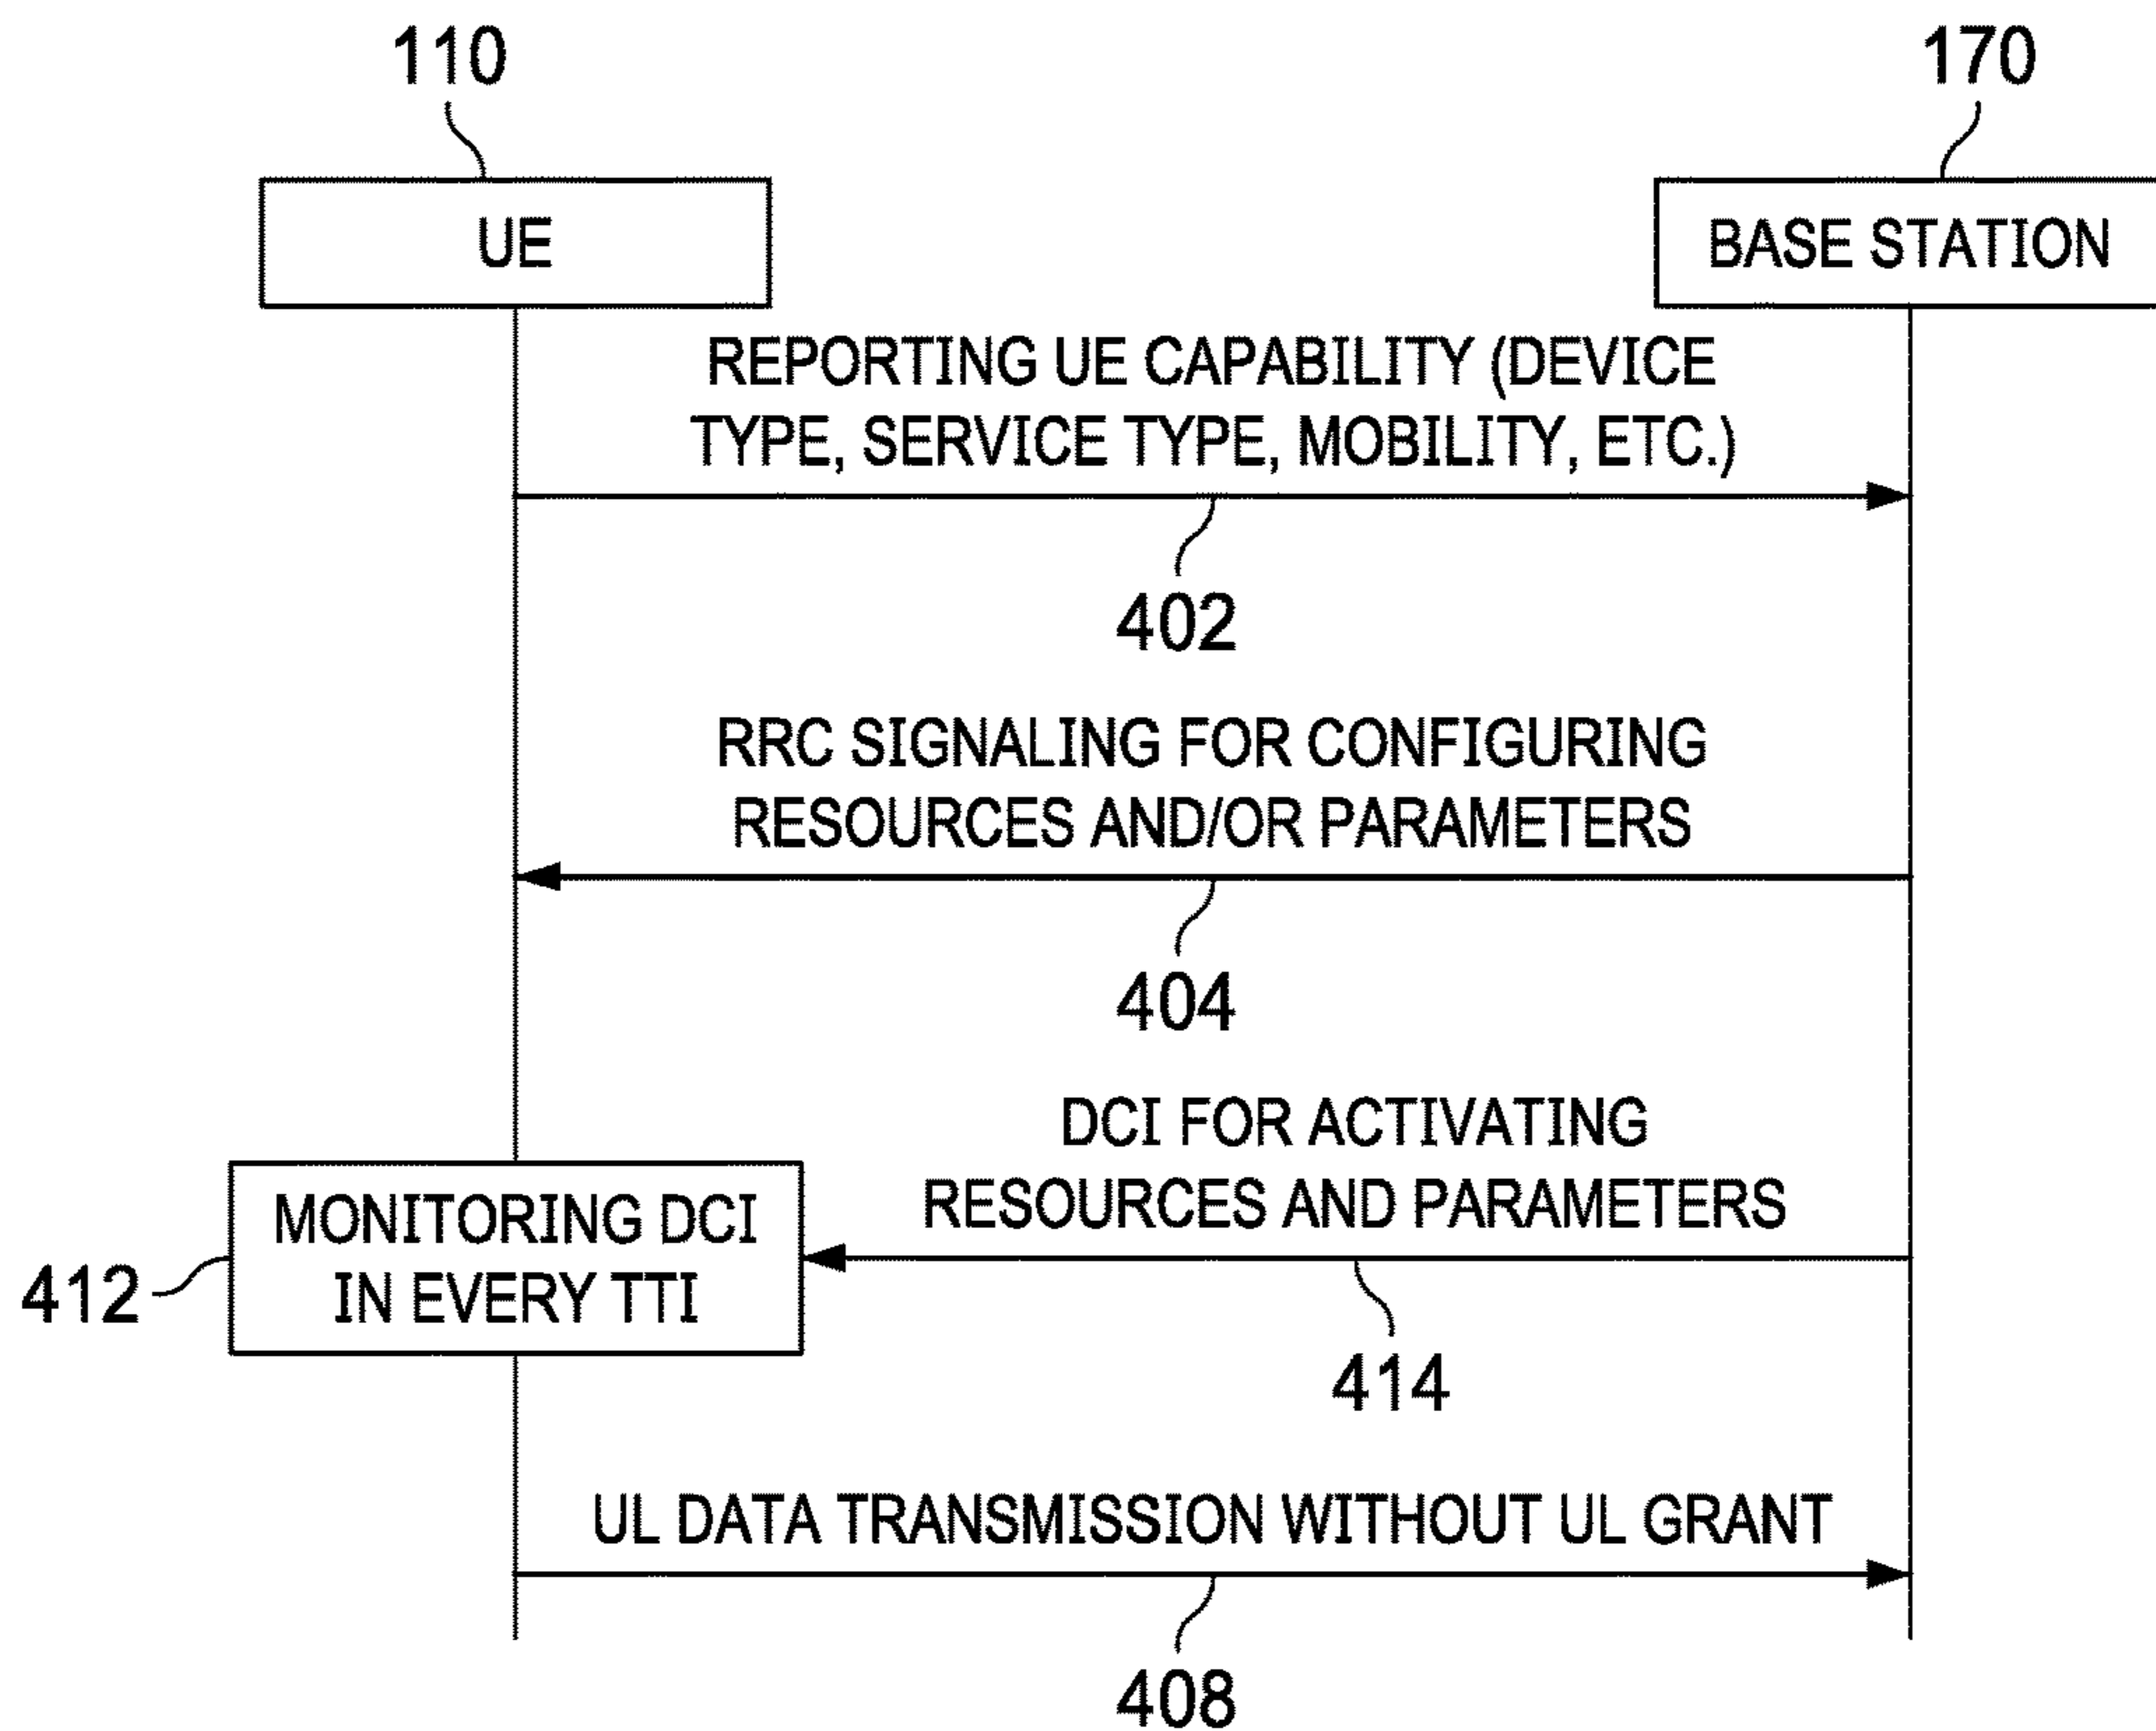 110
170
UE
BASE STATION
REPORTING UE CAPABILITY (DEVICE
TYPE, SERVICE TYPE, MOBILITY, ETC.)
402
RRC SIGNALING FOR CONFIGURING
RESOURCES AND/OR PARAMETERS
404
DCI FOR ACTIVATING
RESOURCES AND PARAMETERS
MONITORING DCI
IN EVERY TTI
412
414
UL DATA TRANSMISSION WITHOUT UL GRANT
408